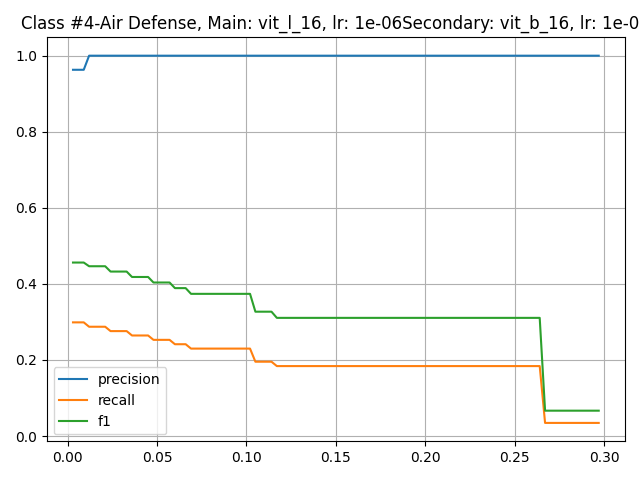 Class #4-Air Defense, Main: vit_l_16, lr: 1e-06Secondary: vit_b_16, lr: 1e-0
1.0
0.8
0.6
0.4
0.2
0.0
precision
recall
f1
0.00 0.05 0.10 0.15 0.20 0.25 0.30